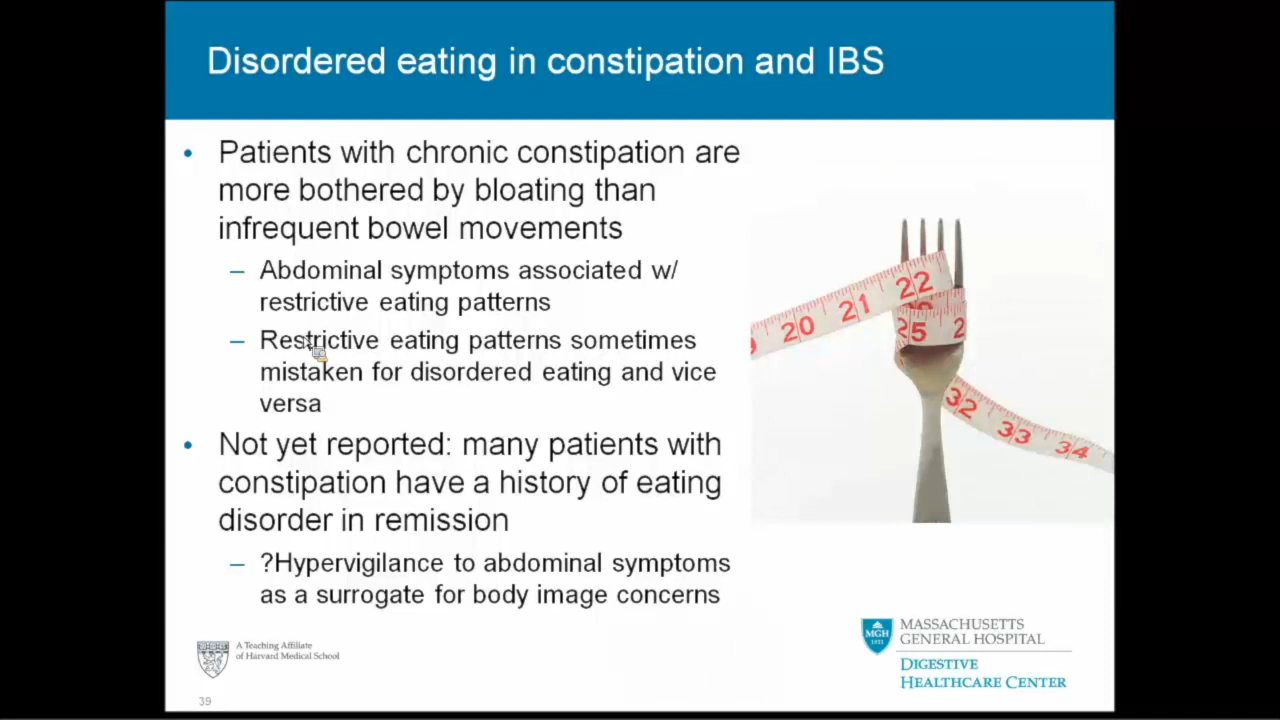 Disordered eating in constipation and IBS
• Patients with chronic constipation are
more bothered by bloating than
infrequent bowel movements
– Abdominal symptoms associated w/
restrictive eating patterns
– Restrictive eating patterns sometimes
mistaken for disordered eating and vice
versa
• Not yet reported: many patients with
constipation have a history of eating
disorder in remission
– ?Hypervigilance to abdominal symptoms
as a surrogate for body image concerns
20 21 22
25 2
32 33 34
A Teaching Affiliate
of Harvard Medical School
MGH
1811
MASSACHUSETTS
GENERAL HOSPITAL
DIGESTIVE
HEALTHCARE CENTER
39